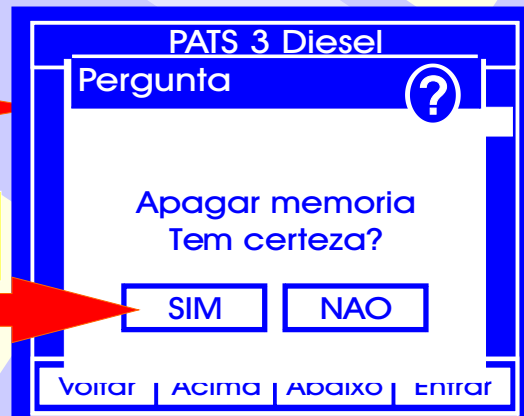 PATS 3 Diesel
Pergunta
?
Apagar memoria
Tem certeza?
SIM NAO
Voltar Acima Abaixo Entrar